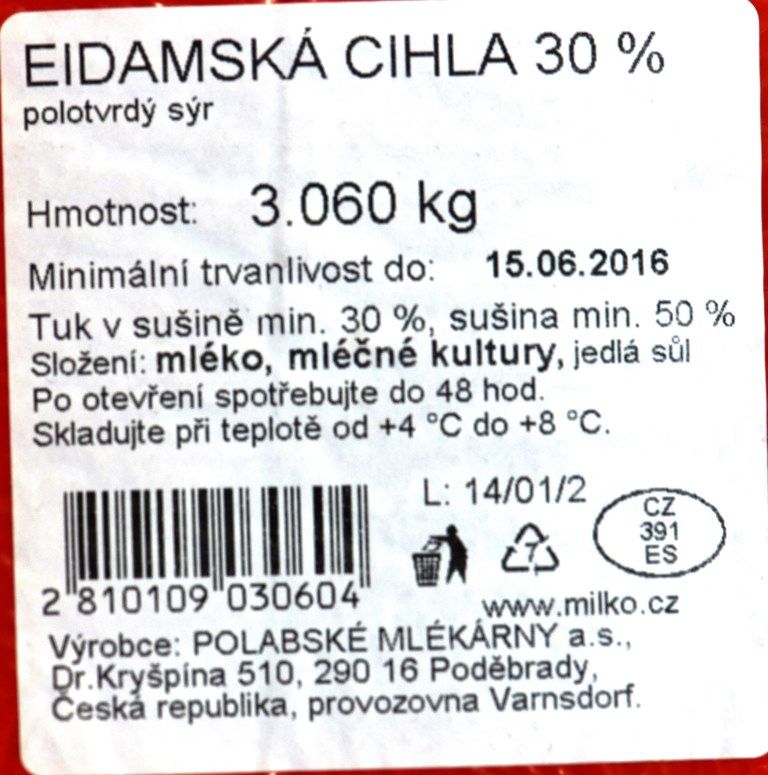 EIDAMSKÁ CIHLA 30 %
polotvrdý sýr
Hmotnost: 3.060 kg
Minimální trvanlivost do: 15.06.2016
Tuk v sušině min. 30 %, sušina min. 50 %
Složení: mléko, mléčné kultury, jedlá sůl
Po otevření spotřebujte do 48 hod.
Skladujte při teplotě od +4 °C do +8 °C.
L: 14/01/2
CZ
391
ES
7
2 810109 030604
www.milko.cz
Výrobce: POLABSKÉ MLÉKÁRNY a.s.,
Dr.Kryšpína 510, 290 16 Poděbrady,
Česká republika, provozovna Varnsdorf.